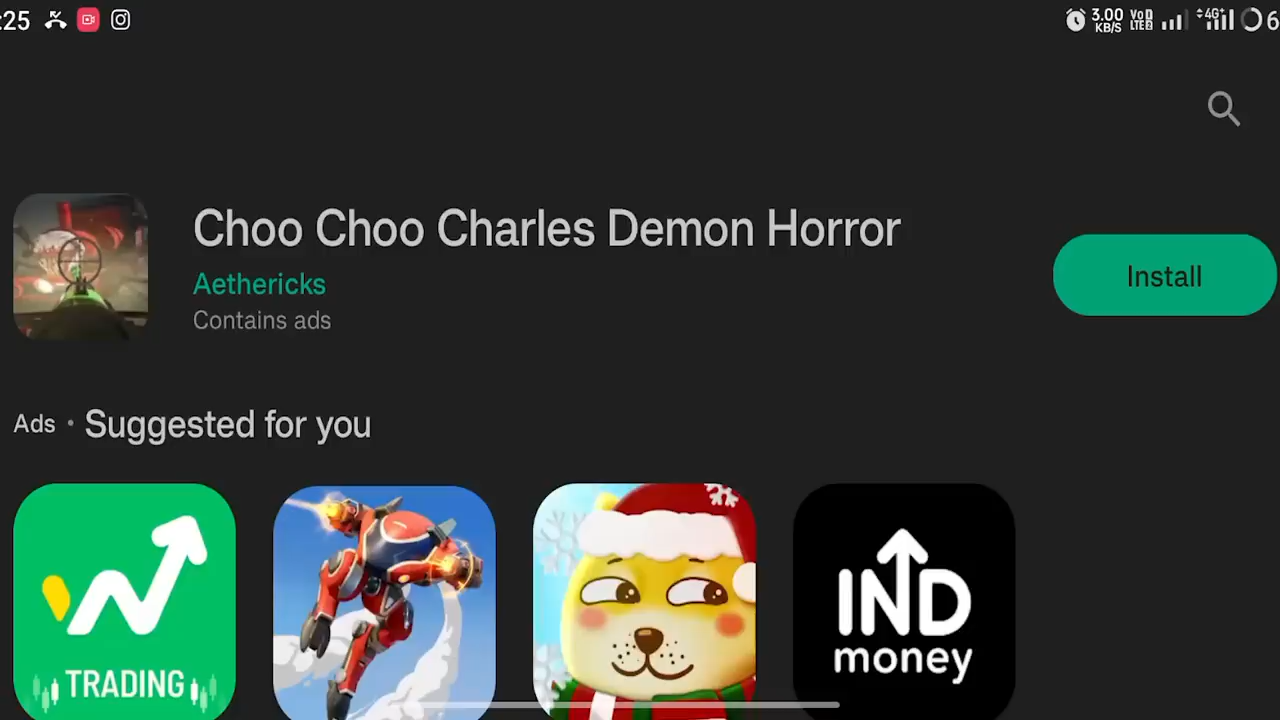 :25
3.00
KB/S
VoD
LTE2
4G+
6
Choo Choo Charles Demon Horror
Aethericks
Contains ads
Install
Ads • Suggested for you
TRADING
IND
money